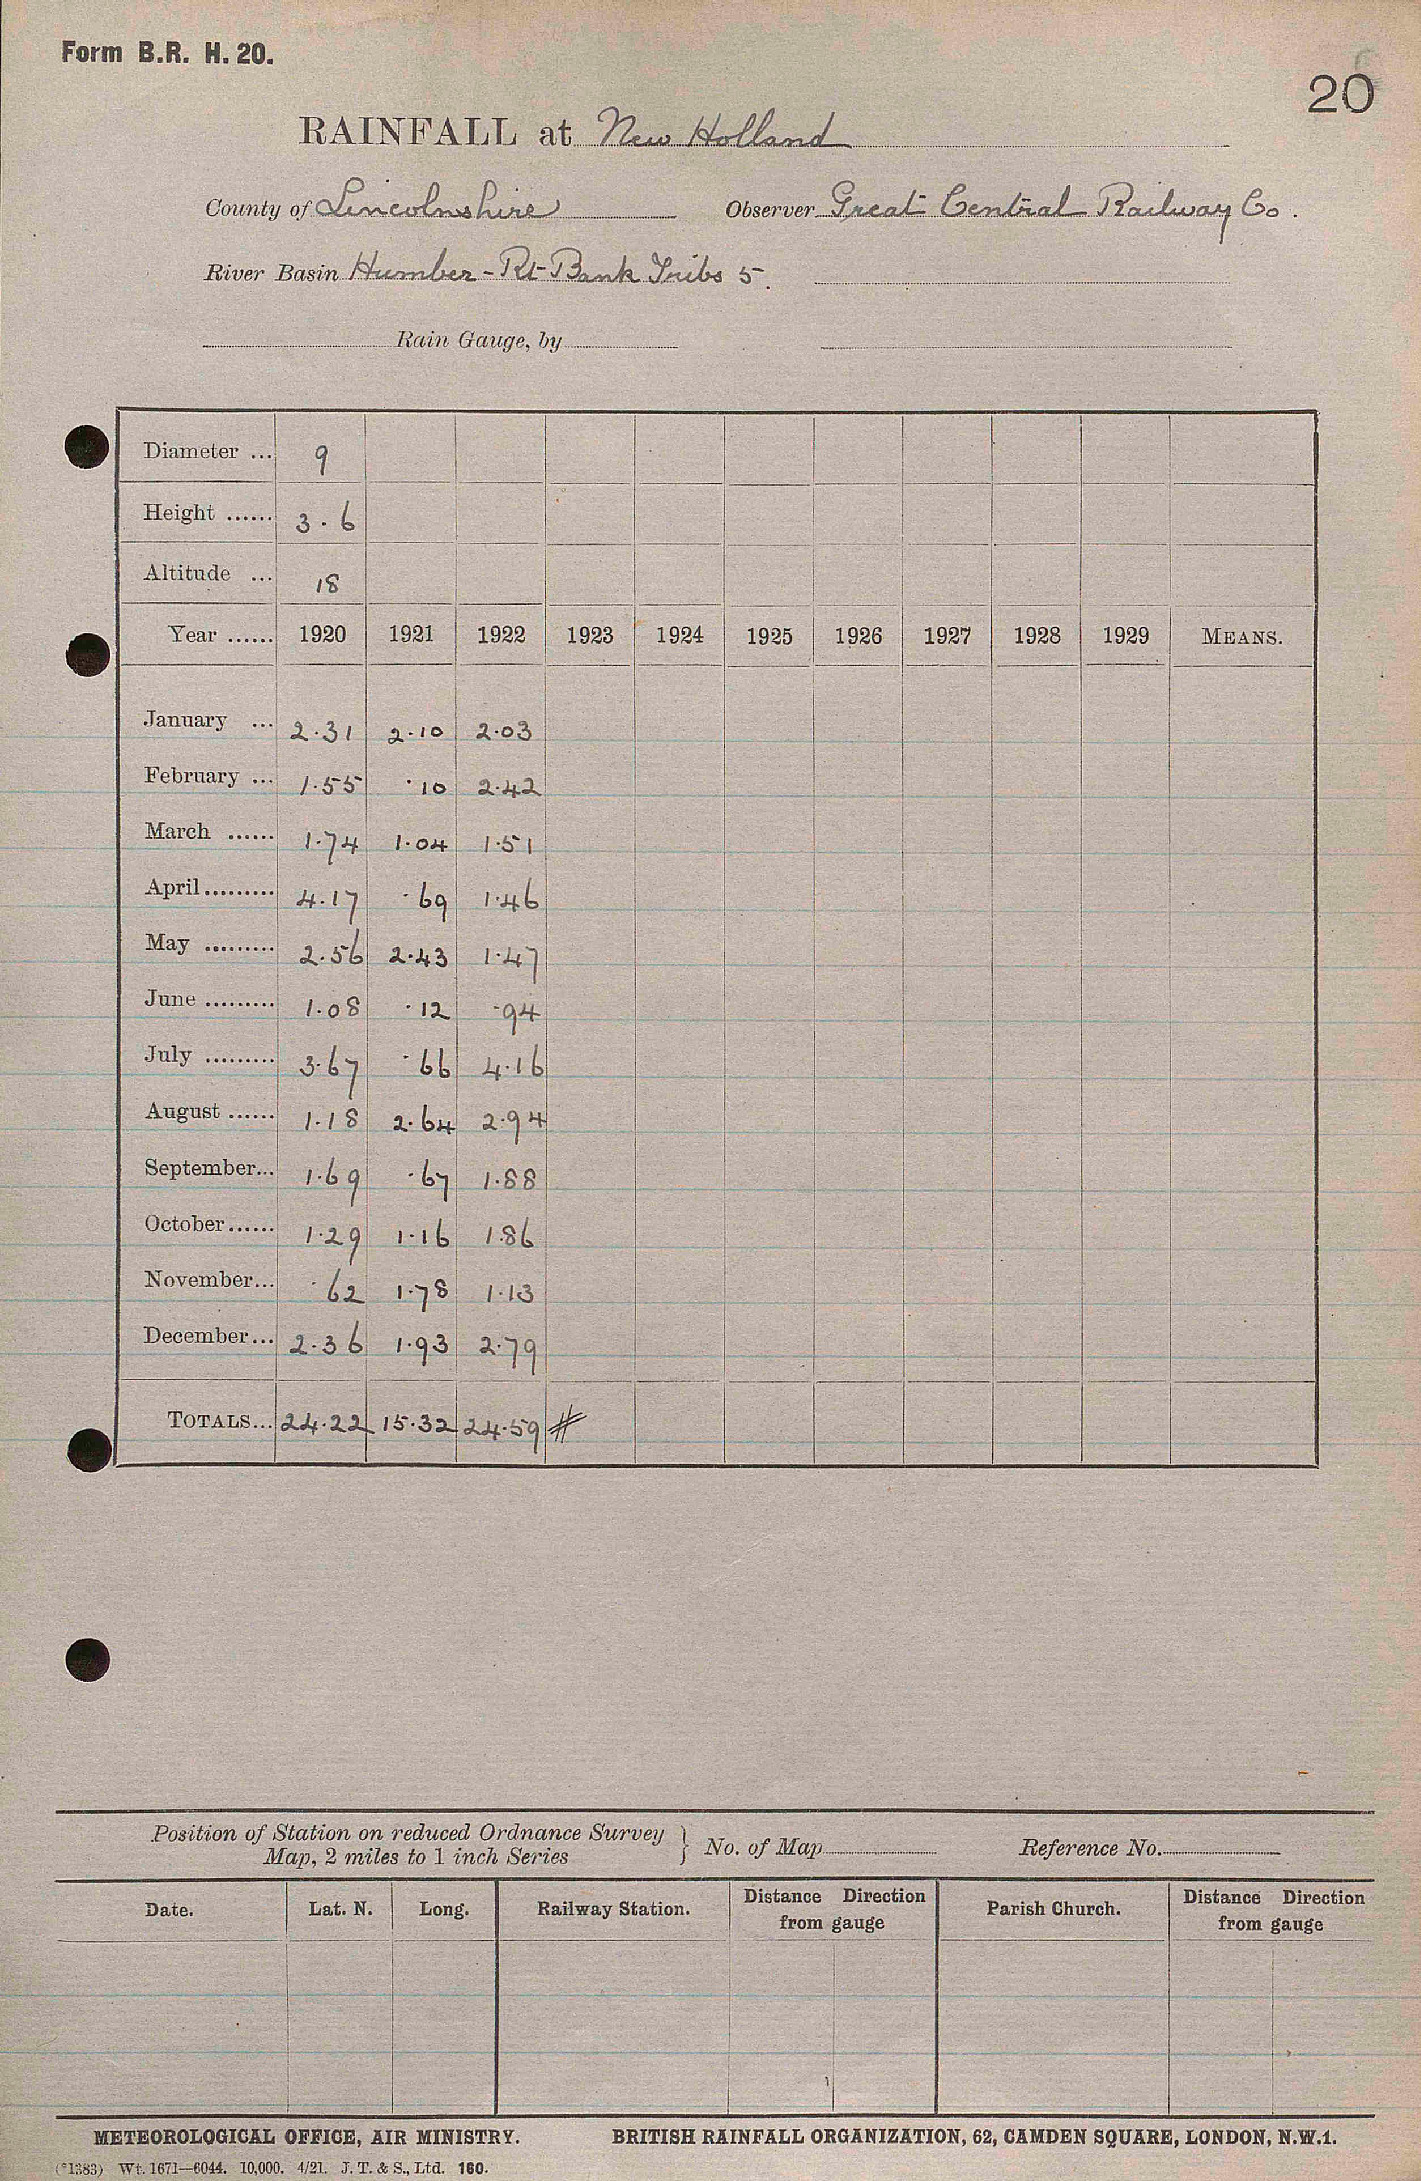 Form B.R. H. 20.
20
RAINFALL at New Holland
County of Lincolnshire Observer Great Central Railway Co.
River Basin Humber - Rt Bank Tribs 5.
Rain Gauge, by
Diameter ... 9
Height ...... 3.6
Altitude ... 18
Year ...... 1920 1921 1922 1923 1924 1925 1926 1927 1928 1929 MEANS.
January ... 2.31 2.10 2.03
February ... 1.55 .10 2.42
March ...... 1.74 1.04 1.51
April ......... 4.17 .69 1.46
May ......... 2.56 2.43 1.47
June ......... 1.08 .12 .94
July ......... 3.67 .66 4.16
August ...... 1.18 2.64 2.94
September... 1.69 .67 1.88
October...... 1.29 1.16 1.86
November... .62 1.78 1.13
December... 2.36 1.93 2.79
TOTALS... 24.22 15.32 24.59 #
Position of Station on reduced Ordnance Survey } No. of Map Reference No.
Map, 2 miles to 1 inch Series
Date. Lat. N. Long. Railway Station. Distance Direction Parish Church. Distance Direction
from gauge from gauge
METEOROLOGICAL OFFICE, AIR MINISTRY. BRITISH RAINFALL ORGANIZATION, 62, CAMDEN SQUARE, LONDON, N.W.1.
(*1383) Wt. 1671—6044. 10,000. 4/21. J. T. & S., Ltd. 160.